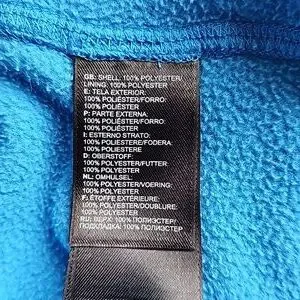 GB: SHELL: 100% POLYESTER/
LINING: 100% POLYESTER
E: TELA EXTERIOR:
100% POLIÉSTER/FORRO:
100% POLIÉSTER
P: PARTE EXTERNA:
100% POLIÉSTER/FORRO:
100% POLIÉSTER
I: ESTERNO STRATO:
100% POLIESTERE/FODERA:
100% POLIESTERE
D: OBERSTOFF:
100% POLYESTER/FUTTER:
100% POLYESTER
NL: OMHULSEL:
100% POLYESTER/VOERING:
100% POLYESTER
F: ÉTOFFE EXTÉRIEURE:
100% POLYESTER/DOUBLURE:
100% POLYESTER
RU: ВЕРХ: 100% ПОЛИЭСТЕР/
ПОДКЛАДКА: 100% ПОЛИЭСТЕР